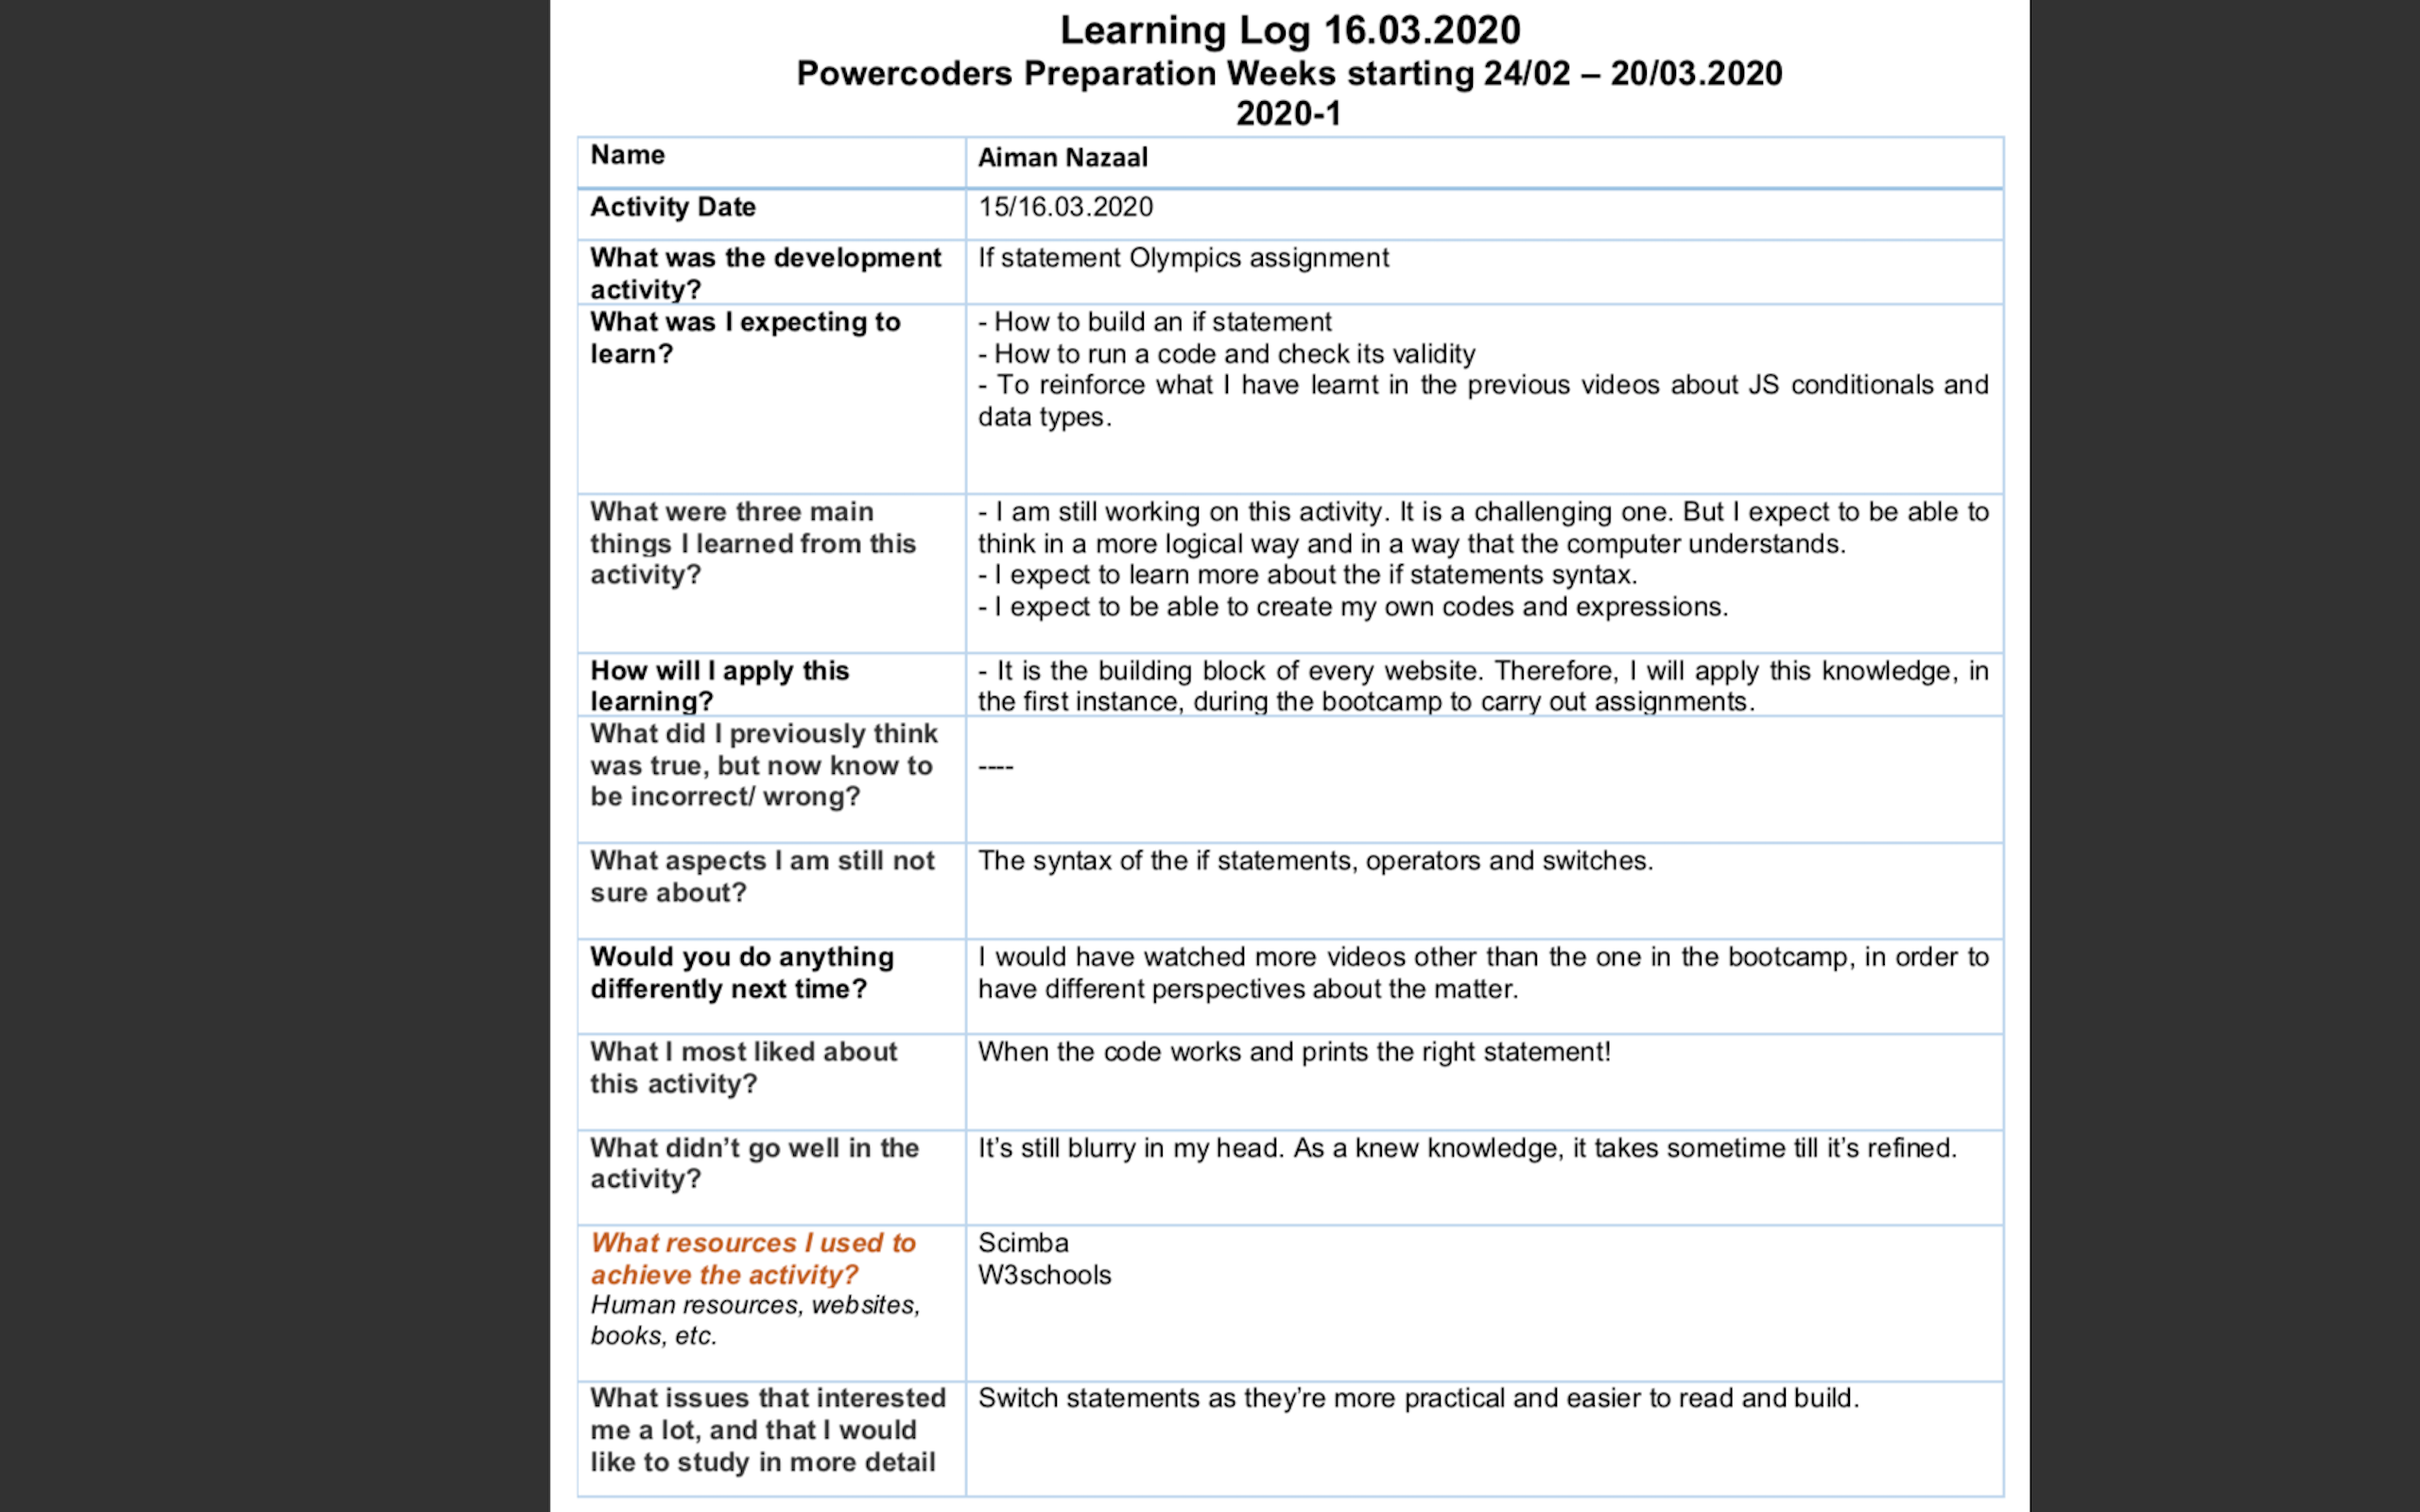 Learning Log 16.03.2020
Powercoders Preparation Weeks starting 24/02 – 20/03.2020
2020-1
Name
Aiman Nazaal
Activity Date
15/16.03.2020
What was the development
activity?
If statement Olympics assignment
What was I expecting to
learn?
- How to build an if statement
- How to run a code and check its validity
- To reinforce what I have learnt in the previous videos about JS conditionals and
data types.
What were three main
things I learned from this
activity?
- I am still working on this activity. It is a challenging one. But I expect to be able to
think in a more logical way and in a way that the computer understands.
- I expect to learn more about the if statements syntax.
- I expect to be able to create my own codes and expressions.
How will I apply this
learning?
- It is the building block of every website. Therefore, I will apply this knowledge, in
the first instance, during the bootcamp to carry out assignments.
What did I previously think
was true, but now know to
be incorrect/ wrong?
----
What aspects I am still not
sure about?
The syntax of the if statements, operators and switches.
Would you do anything
differently next time?
I would have watched more videos other than the one in the bootcamp, in order to
have different perspectives about the matter.
What I most liked about
this activity?
When the code works and prints the right statement!
What didn’t go well in the
activity?
It’s still blurry in my head. As a knew knowledge, it takes sometime till it’s refined.
What resources I used to
achieve the activity?
Human resources, websites,
books, etc.
Scimba
W3schools
What issues that interested
me a lot, and that I would
like to study in more detail
Switch statements as they’re more practical and easier to read and build.